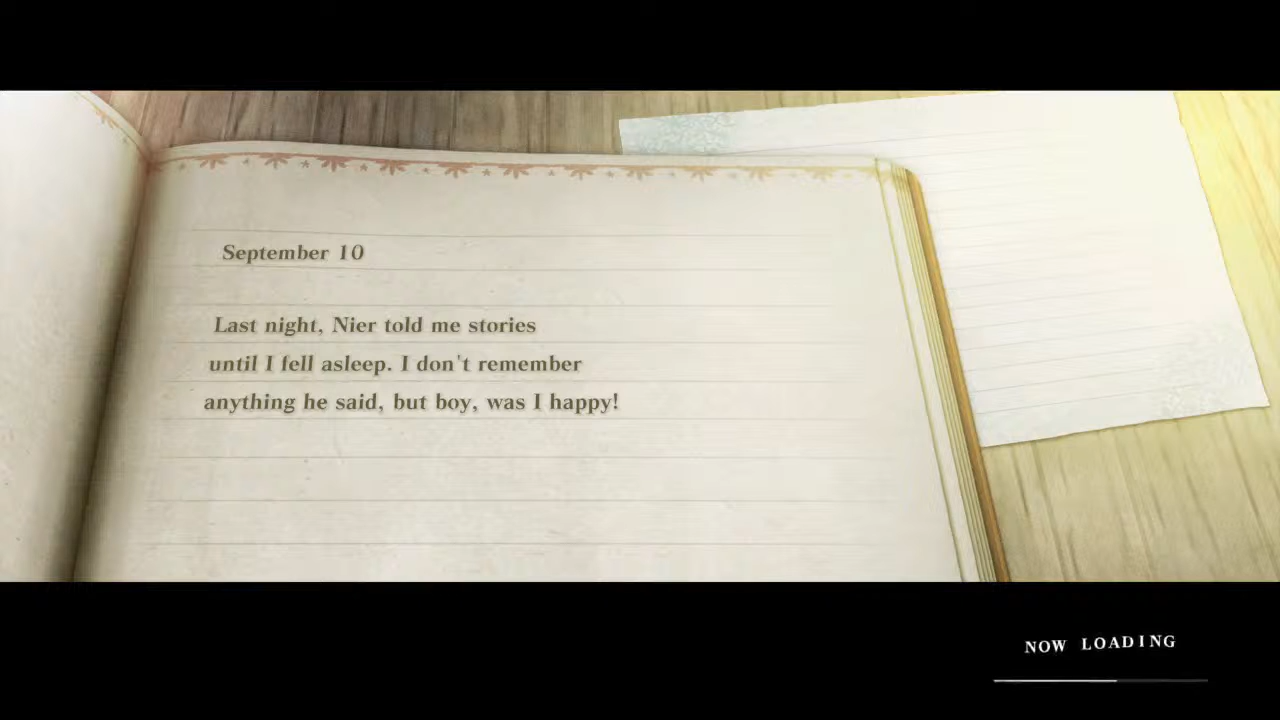 September 10
Last night, Nier told me stories
until I fell asleep. I don't remember
anything he said, but boy, was I happy!
NOW LOADING